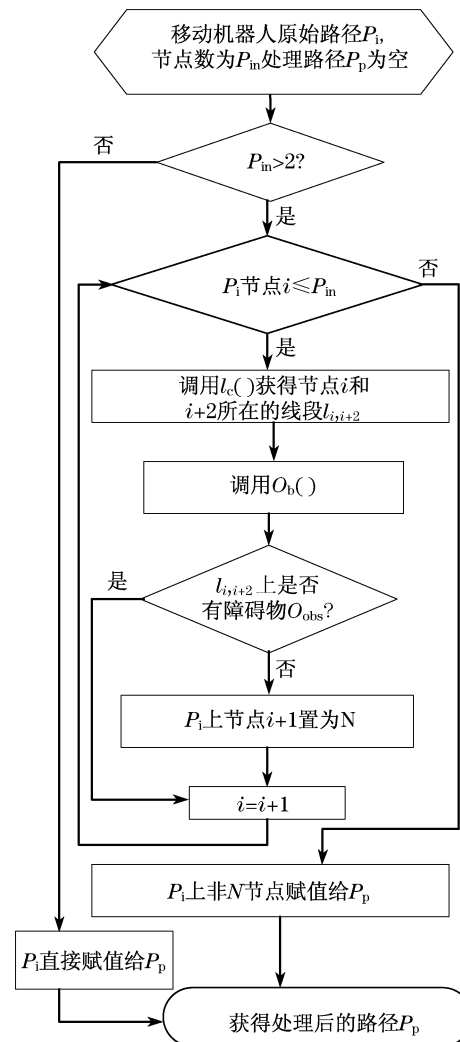 移动机器人原始路径Pi,
节点数为Pin处理路径Pp为空
否
Pin>2?
是
Pi节点i≤Pin
否
是
调用lc()获得节点i和
i+2所在的线段li,i+2
调用Ob()
是
li,i+2上是否
有障碍物Oobs?
否
Pi上节点i+1置为N
i=i+1
Pi上非N节点赋值给Pp
Pi直接赋值给Pp
获得处理后的路径Pp